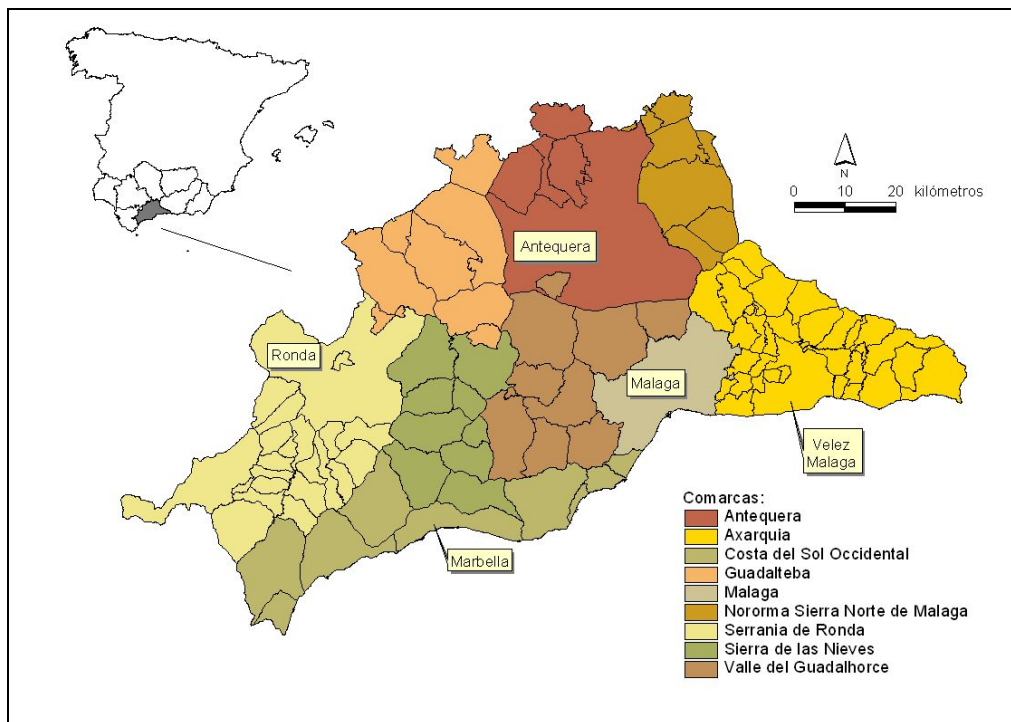 N
0 10 20 kilómetros
Antequera
Ronda
Malaga
Velez
Malaga
Marbella
Comarcas:
Antequera
Axarquia
Costa del Sol Occidental
Guadalteba
Malaga
Nororma Sierra Norte de Malaga
Serrania de Ronda
Sierra de las Nieves
Valle del Guadalhorce